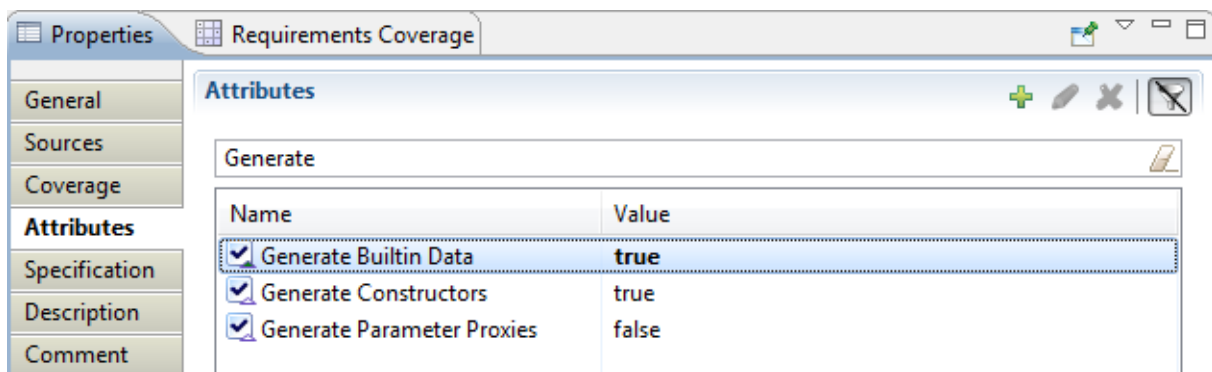 Properties Requirements Coverage
General
Sources
Coverage
Attributes
Specification
Description
Comment
Attributes
Generate
Name Value
Generate Builtin Data true
Generate Constructors true
Generate Parameter Proxies false